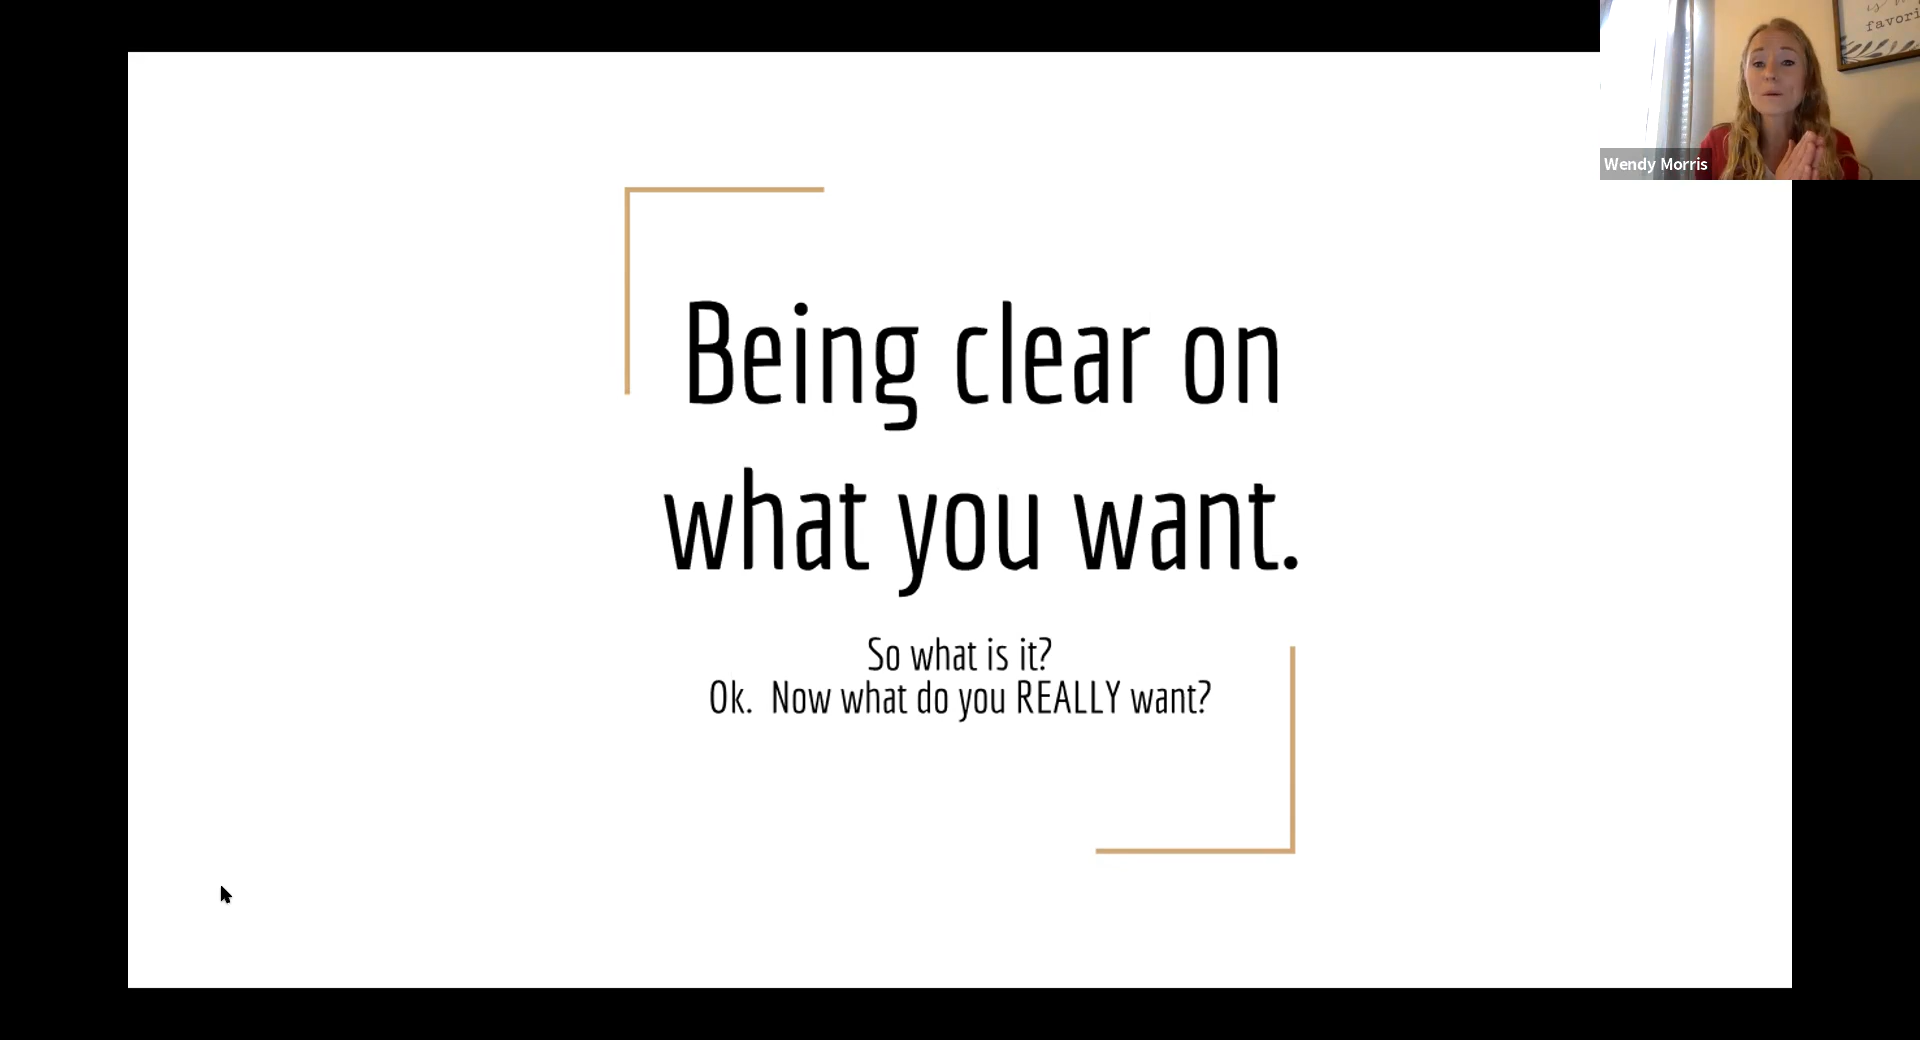 Being clear on
what you want.
So what is it?
Ok. Now what do you REALLY want?
Wendy Morris